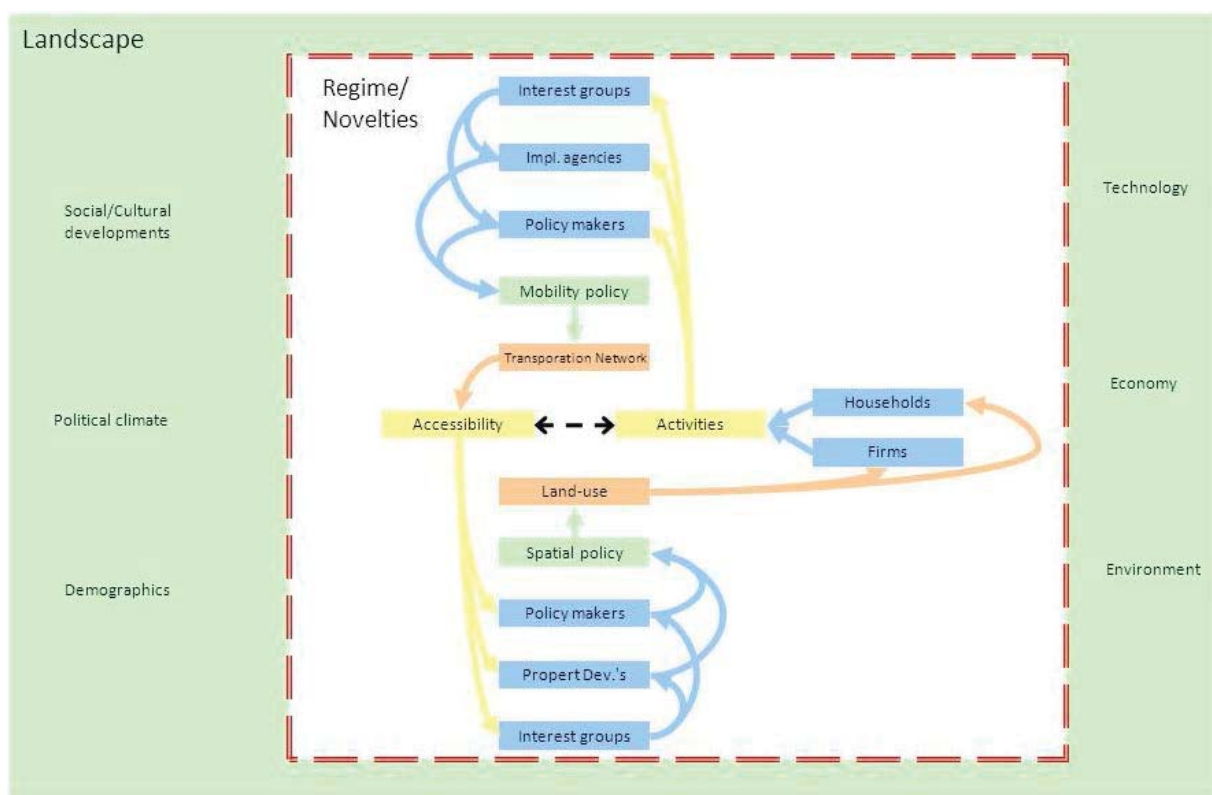 Landscape
Regime/
Novelties
Interest groups
Impl. agencies
Technology
Social/Cultural
developments
Policy makers
Mobility policy
Transporation Network
Economy
Households
Political climate
Accessibility
Activities
Firms
Land-use
Spatial policy
Environment
Demographics
Policy makers
Propert Dev.'s
Interest groups